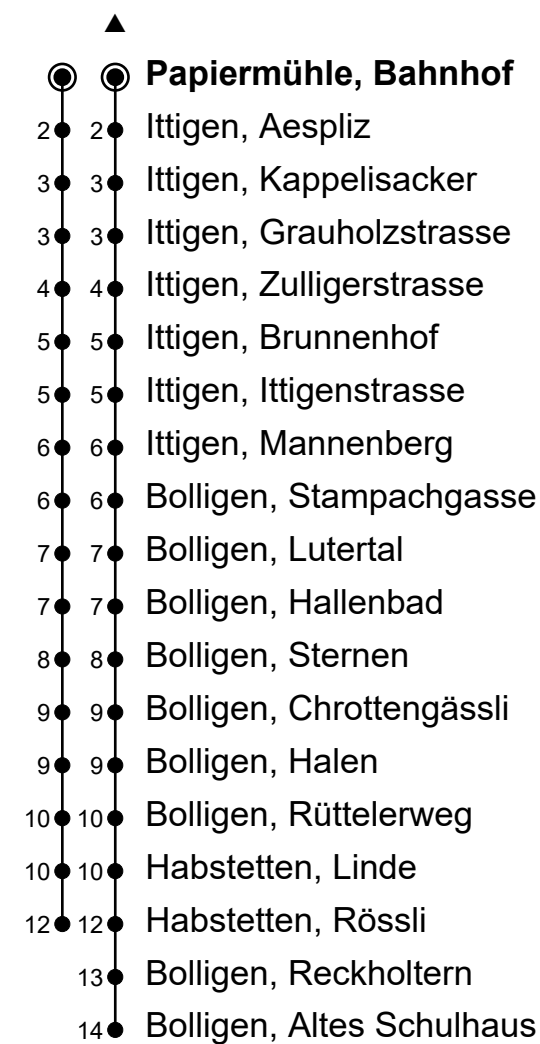 ▲
Papiermühle, Bahnhof
2 2 Ittigen, Aespliz
3 3 Ittigen, Kappelisacker
3 3 Ittigen, Grauholzstrasse
4 4 Ittigen, Zulligerstrasse
5 5 Ittigen, Brunnenhof
5 5 Ittigen, Ittigenstrasse
6 6 Ittigen, Mannenberg
6 6 Bolligen, Stampachgasse
7 7 Bolligen, Lutertal
7 7 Bolligen, Hallenbad
8 8 Bolligen, Sternen
9 9 Bolligen, Chrottengässli
9 9 Bolligen, Halen
10 10 Bolligen, Rüttelerweg
10 10 Habstetten, Linde
12 12 Habstetten, Rössli
13 Bolligen, Reckholtern
14 Bolligen, Altes Schulhaus